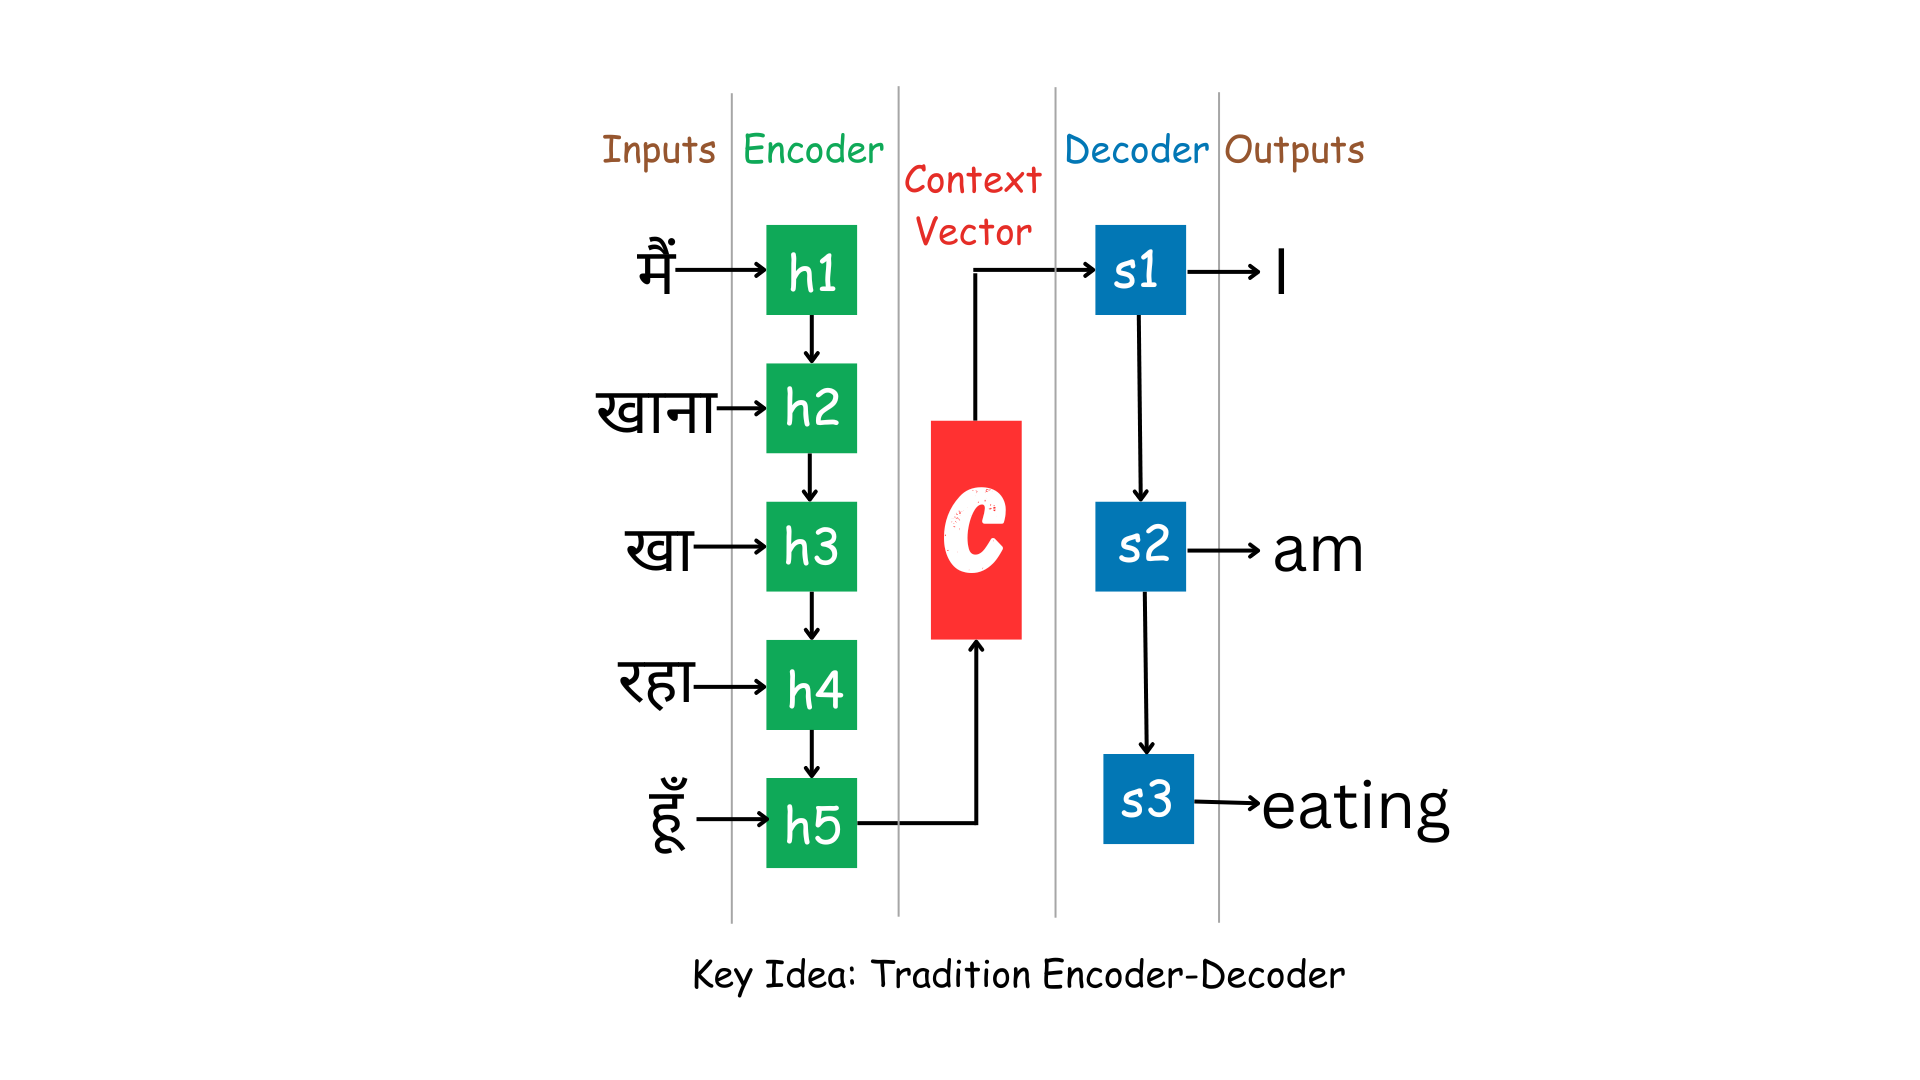 Inputs
Encoder
Context
Vector
Decoder
Outputs
मैं
h1
s1
I
खाना
h2
खा
h3
C
s2
am
रहा
h4
हूँ
h5
s3
eating
Key Idea: Tradition Encoder-Decoder